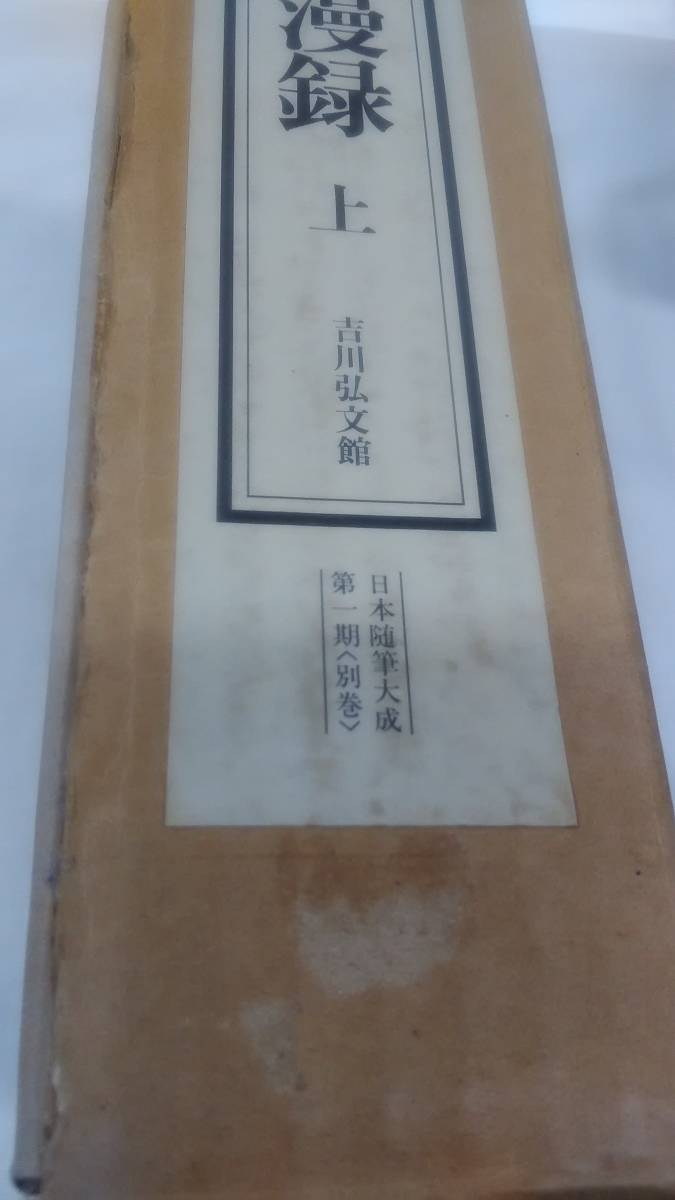 漫録
上
吉川弘文館
日本随筆大成
第一期〈別巻〉